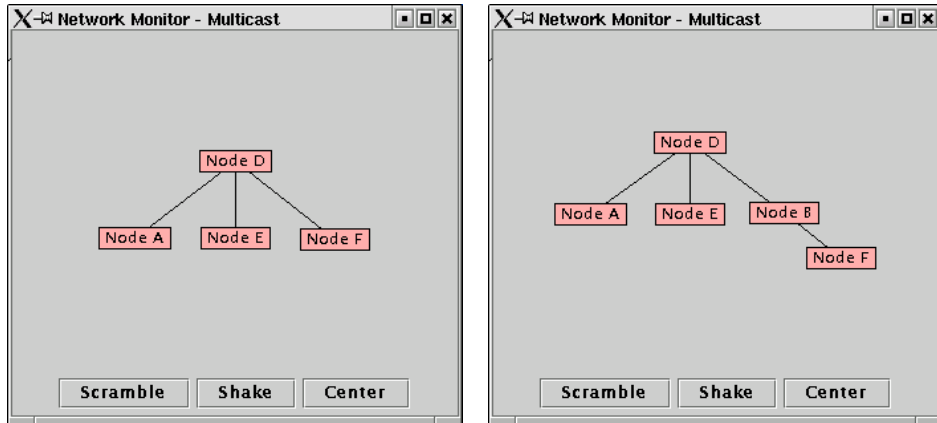 Network Monitor - Multicast
Node D
Node A Node E Node F
Scramble Shake Center
Network Monitor - Multicast
Node D
Node A Node E Node B
Node F
Scramble Shake Center